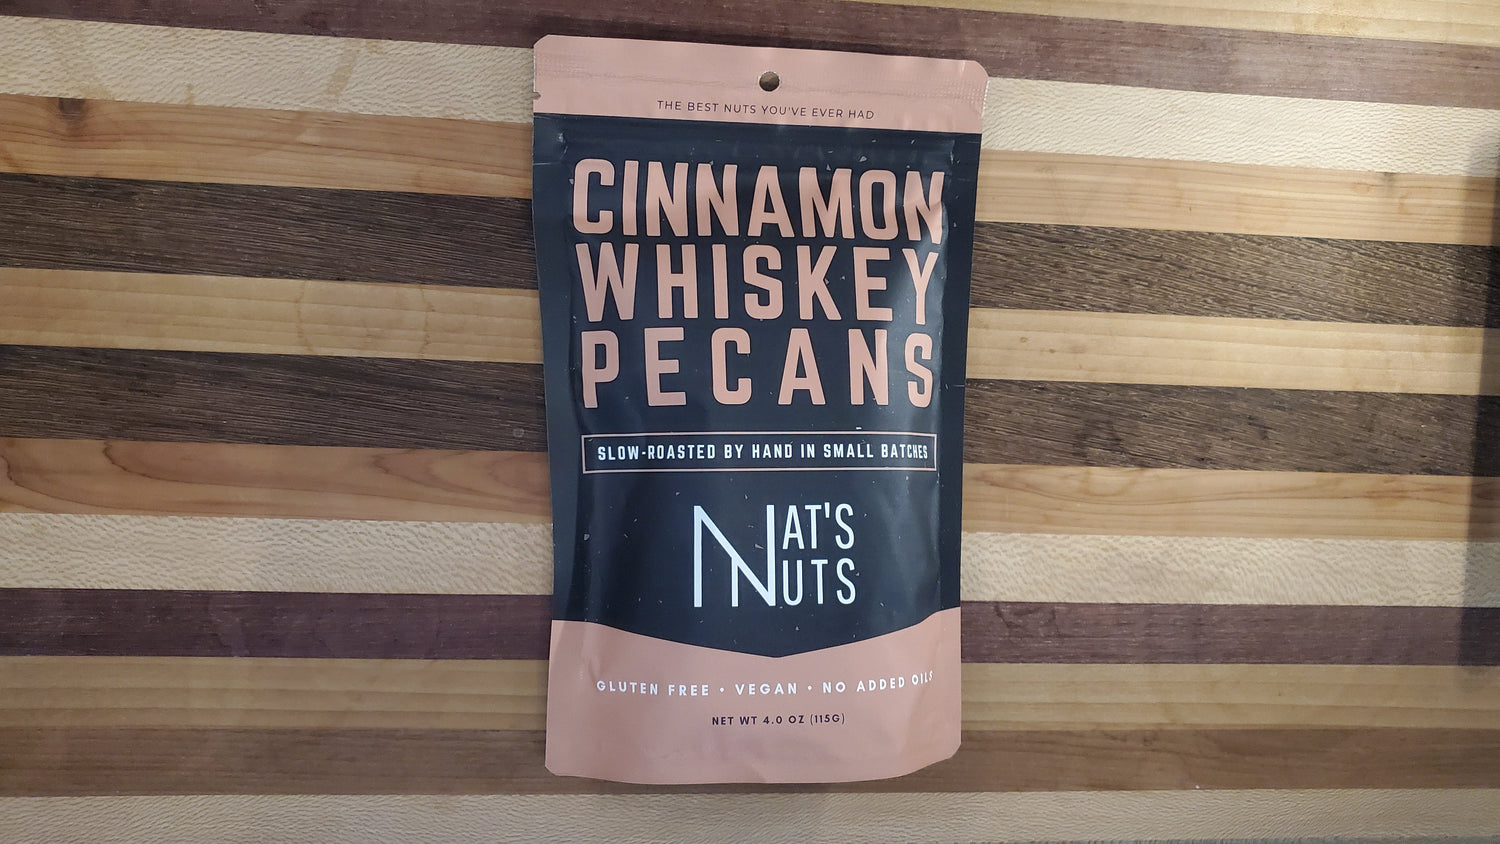 THE BEST NUTS YOU'VE EVER HAD
CINNAMON
WHISKEY
PECANS
SLOW-ROASTED BY HAND IN SMALL BATCHES
NAT'S
NUTS
GLUTEN FREE • VEGAN • NO ADDED OILS
NET WT 4.0 OZ (115G)